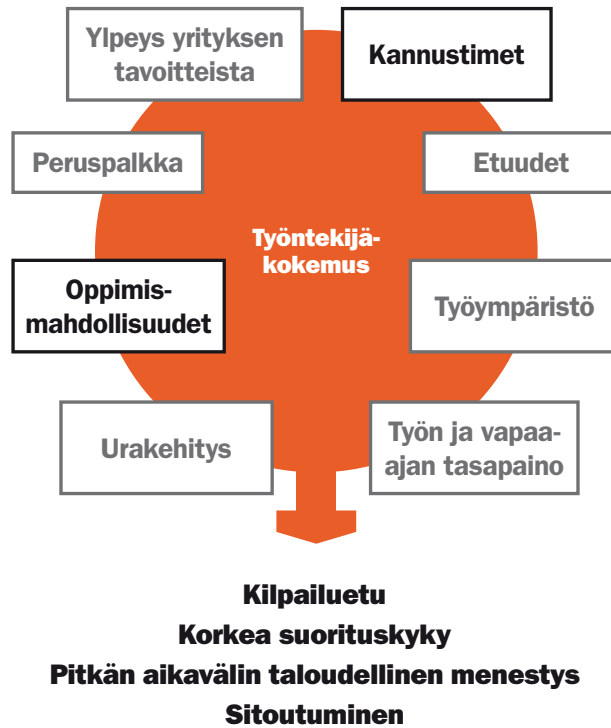 Ylpeys yrityksen
tavoitteista
Kannustimet
Peruspalkka
Etuudet
Työntekijä-
kokemus
Oppimis-
mahdollisuudet
Työympäristö
Urakehitys
Työn ja vapaa-
ajan tasapaino
Kilpailuetu
Korkea suorituskyky
Pitkän aikavälin taloudellinen menestys
Sitoutuminen